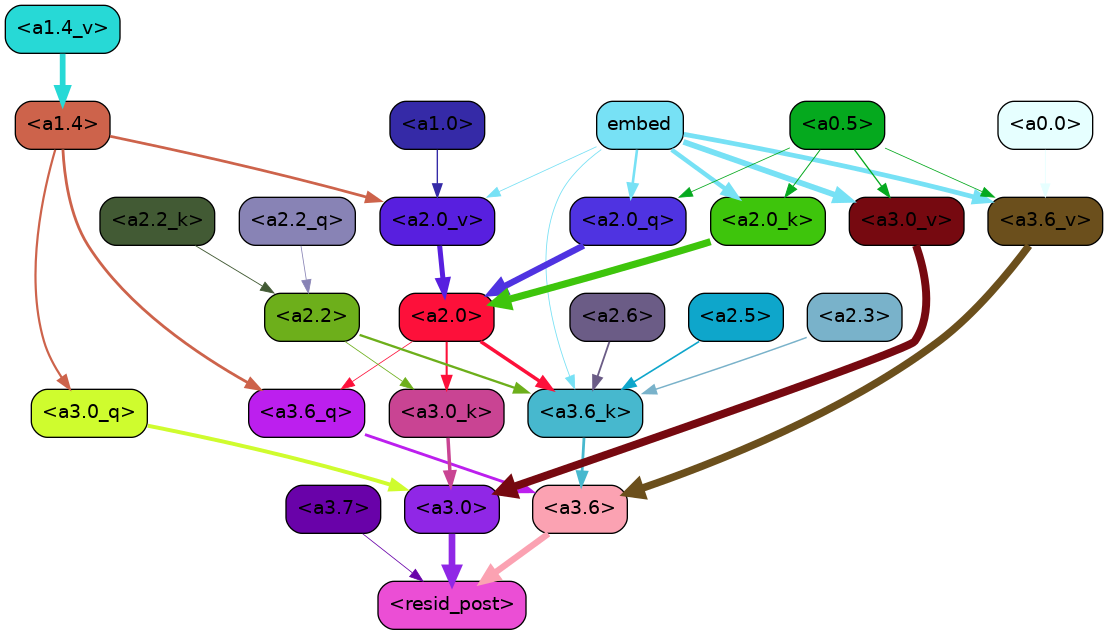 <a1.4_v>
<a1.4>
<a1.0>
embed
<a0.5>
<a0.0>
<a2.2_k>
<a2.2_q>
<a2.0_v>
<a2.0_q>
<a2.0_k>
<a3.0_v>
<a3.6_v>
<a2.2>
<a2.0>
<a2.6>
<a2.5>
<a2.3>
<a3.0_q>
<a3.6_q>
<a3.0_k>
<a3.6_k>
<a3.7>
<a3.0>
<a3.6>
<resid_post>